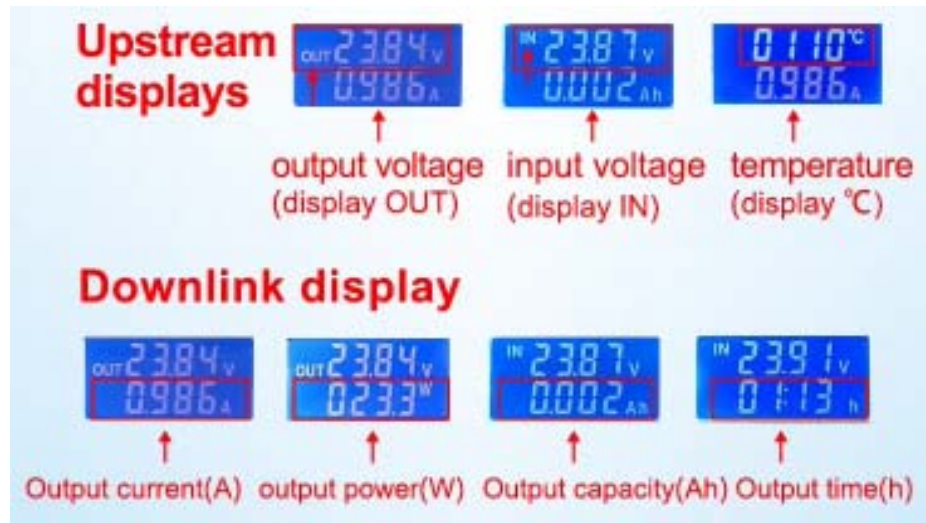 Upstream displays
OUT 23.84 V
0.986 A
IN 23.87 V
0.002 Ah
0110 ℃
0.986 A
output voltage
(display OUT)
input voltage
(display IN)
temperature
(display ℃)
Downlink display
OUT 23.84 V
0.986 A
OUT 23.84 V
023.3 W
IN 23.87 V
0.002 Ah
IN 23.91 V
01:13 h
Output current(A)
output power(W)
Output capacity(Ah)
Output time(h)